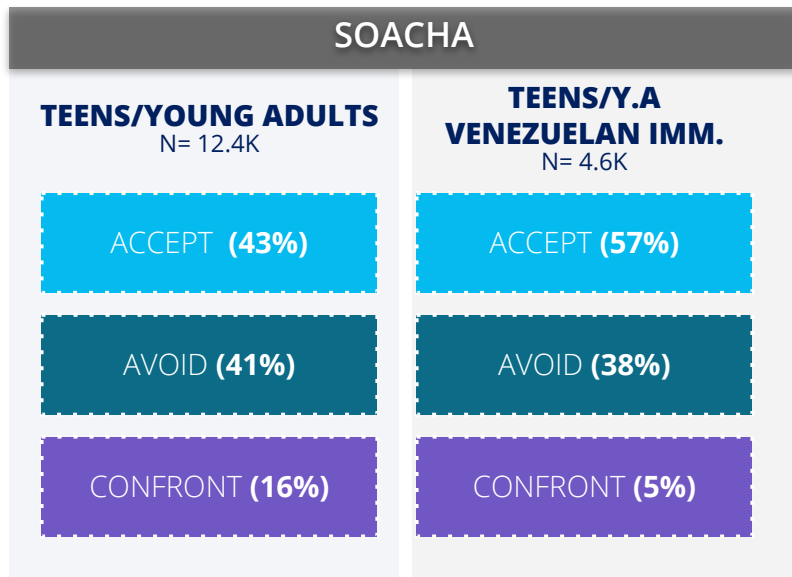 SOACHA
TEENS/YOUNG ADULTS
N= 12.4K
ACCEPT (43%)
AVOID (41%)
CONFRONT (16%)
TEENS/Y.A
VENEZUELAN IMM.
N= 4.6K
ACCEPT (57%)
AVOID (38%)
CONFRONT (5%)